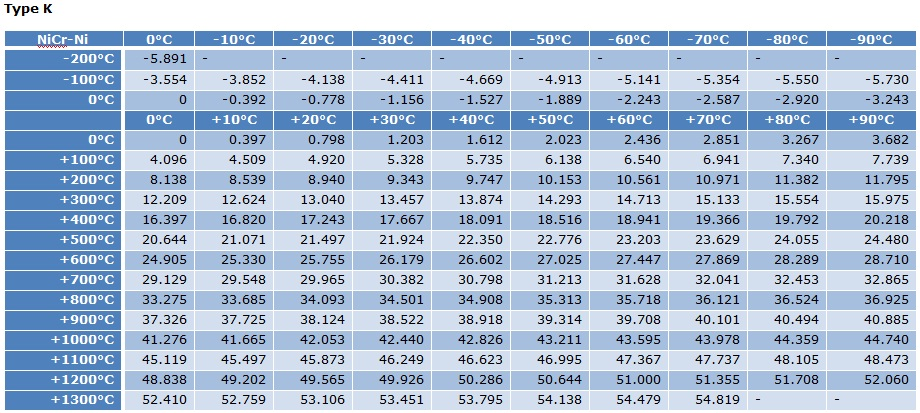 Type K
NiCr-Ni 0°C -10°C -20°C -30°C -40°C -50°C -60°C -70°C -80°C -90°C
-200°C -5.891 - - - - - - - - -
-100°C -3.554 -3.852 -4.138 -4.411 -4.669 -4.913 -5.141 -5.354 -5.550 -5.730
0°C 0 -0.392 -0.778 -1.156 -1.527 -1.889 -2.243 -2.587 -2.920 -3.243
0°C +10°C +20°C +30°C +40°C +50°C +60°C +70°C +80°C +90°C
0°C 0 0.397 0.798 1.203 1.612 2.023 2.436 2.851 3.267 3.682
+100°C 4.096 4.509 4.920 5.328 5.735 6.138 6.540 6.941 7.340 7.739
+200°C 8.138 8.539 8.940 9.343 9.747 10.153 10.561 10.971 11.382 11.795
+300°C 12.209 12.624 13.040 13.457 13.874 14.293 14.713 15.133 15.554 15.975
+400°C 16.397 16.820 17.243 17.667 18.091 18.516 18.941 19.366 19.792 20.218
+500°C 20.644 21.071 21.497 21.924 22.350 22.776 23.203 23.629 24.055 24.480
+600°C 24.905 25.330 25.755 26.179 26.602 27.025 27.447 27.869 28.289 28.710
+700°C 29.129 29.548 29.965 30.382 30.798 31.213 31.628 32.041 32.453 32.865
+800°C 33.275 33.685 34.093 34.501 34.908 35.313 35.718 36.121 36.524 36.925
+900°C 37.326 37.725 38.124 38.522 38.918 39.314 39.708 40.101 40.494 40.885
+1000°C 41.276 41.665 42.053 42.440 42.826 43.211 43.595 43.978 44.359 44.740
+1100°C 45.119 45.497 45.873 46.249 46.623 46.995 47.367 47.737 48.105 48.473
+1200°C 48.838 49.202 49.565 49.926 50.286 50.644 51.000 51.355 51.708 52.060
+1300°C 52.410 52.759 53.106 53.451 53.795 54.138 54.479 54.819 - -